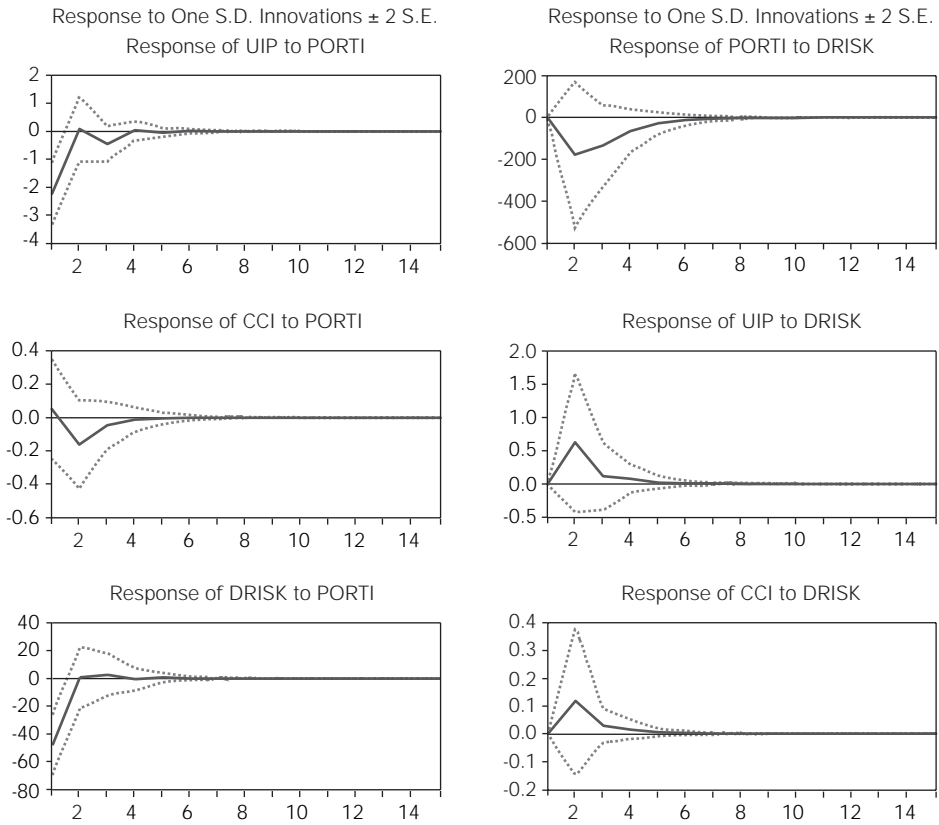 Response to One S.D. Innovations ± 2 S.E.
Response of UIP to PORTI
2
1
0
-1
-2
-3
-4
2 4 6 8 10 12 14
Response of CCI to PORTI
0.4
0.2
0.0
-0.2
-0.4
-0.6
2 4 6 8 10 12 14
Response of DRISK to PORTI
40
20
0
-20
-40
-60
-80
2 4 6 8 10 12 14
Response to One S.D. Innovations ± 2 S.E.
Response of PORTI to DRISK
200
0
-200
-400
-600
2 4 6 8 10 12 14
Response of UIP to DRISK
2.0
1.5
1.0
0.5
0.0
-0.5
2 4 6 8 10 12 14
Response of CCI to DRISK
0.4
0.3
0.2
0.1
0.0
-0.1
-0.2
2 4 6 8 10 12 14